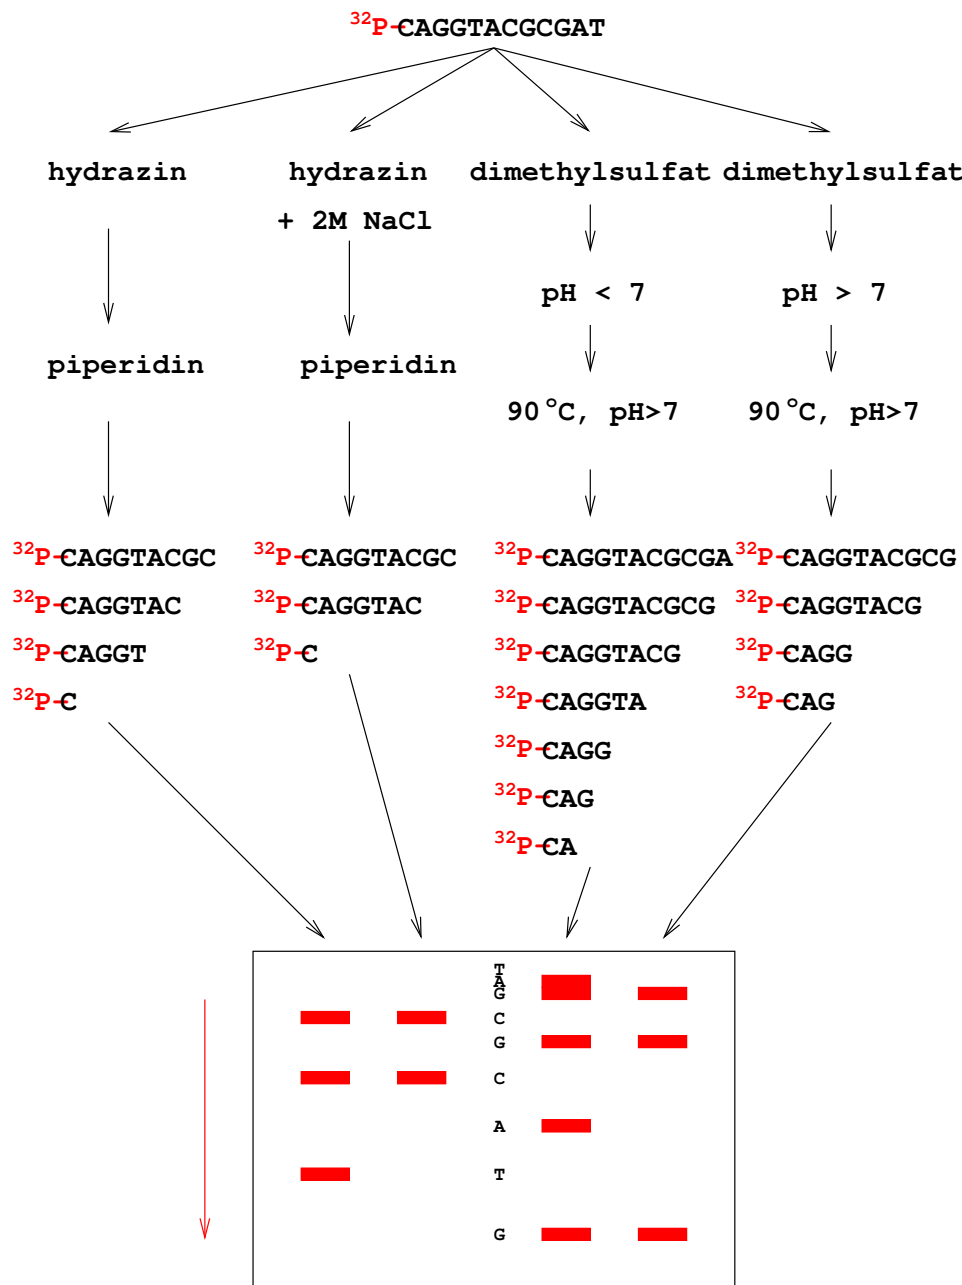 32P-CAGGTACGCGAT
hydrazin hydrazin dimethylsulfat dimethylsulfat
+ 2M NaCl
pH < 7 pH > 7
piperidin piperidin
90°C, pH>7 90°C, pH>7
32P-CAGGTACGC 32P-CAGGTACGC 32P-CAGGTACGCGA 32P-CAGGTACGCG
32P-CAGGTAC 32P-CAGGTAC 32P-CAGGTACGCG 32P-CAGGTACG
32P-CAGGT 32P-C 32P-CAGGTACG 32P-CAGG
32P-C 32P-CAGGTA 32P-CAG
32P-CAGG
32P-CAG
32P-CA
T
A
G
C
G
C
A
T
G